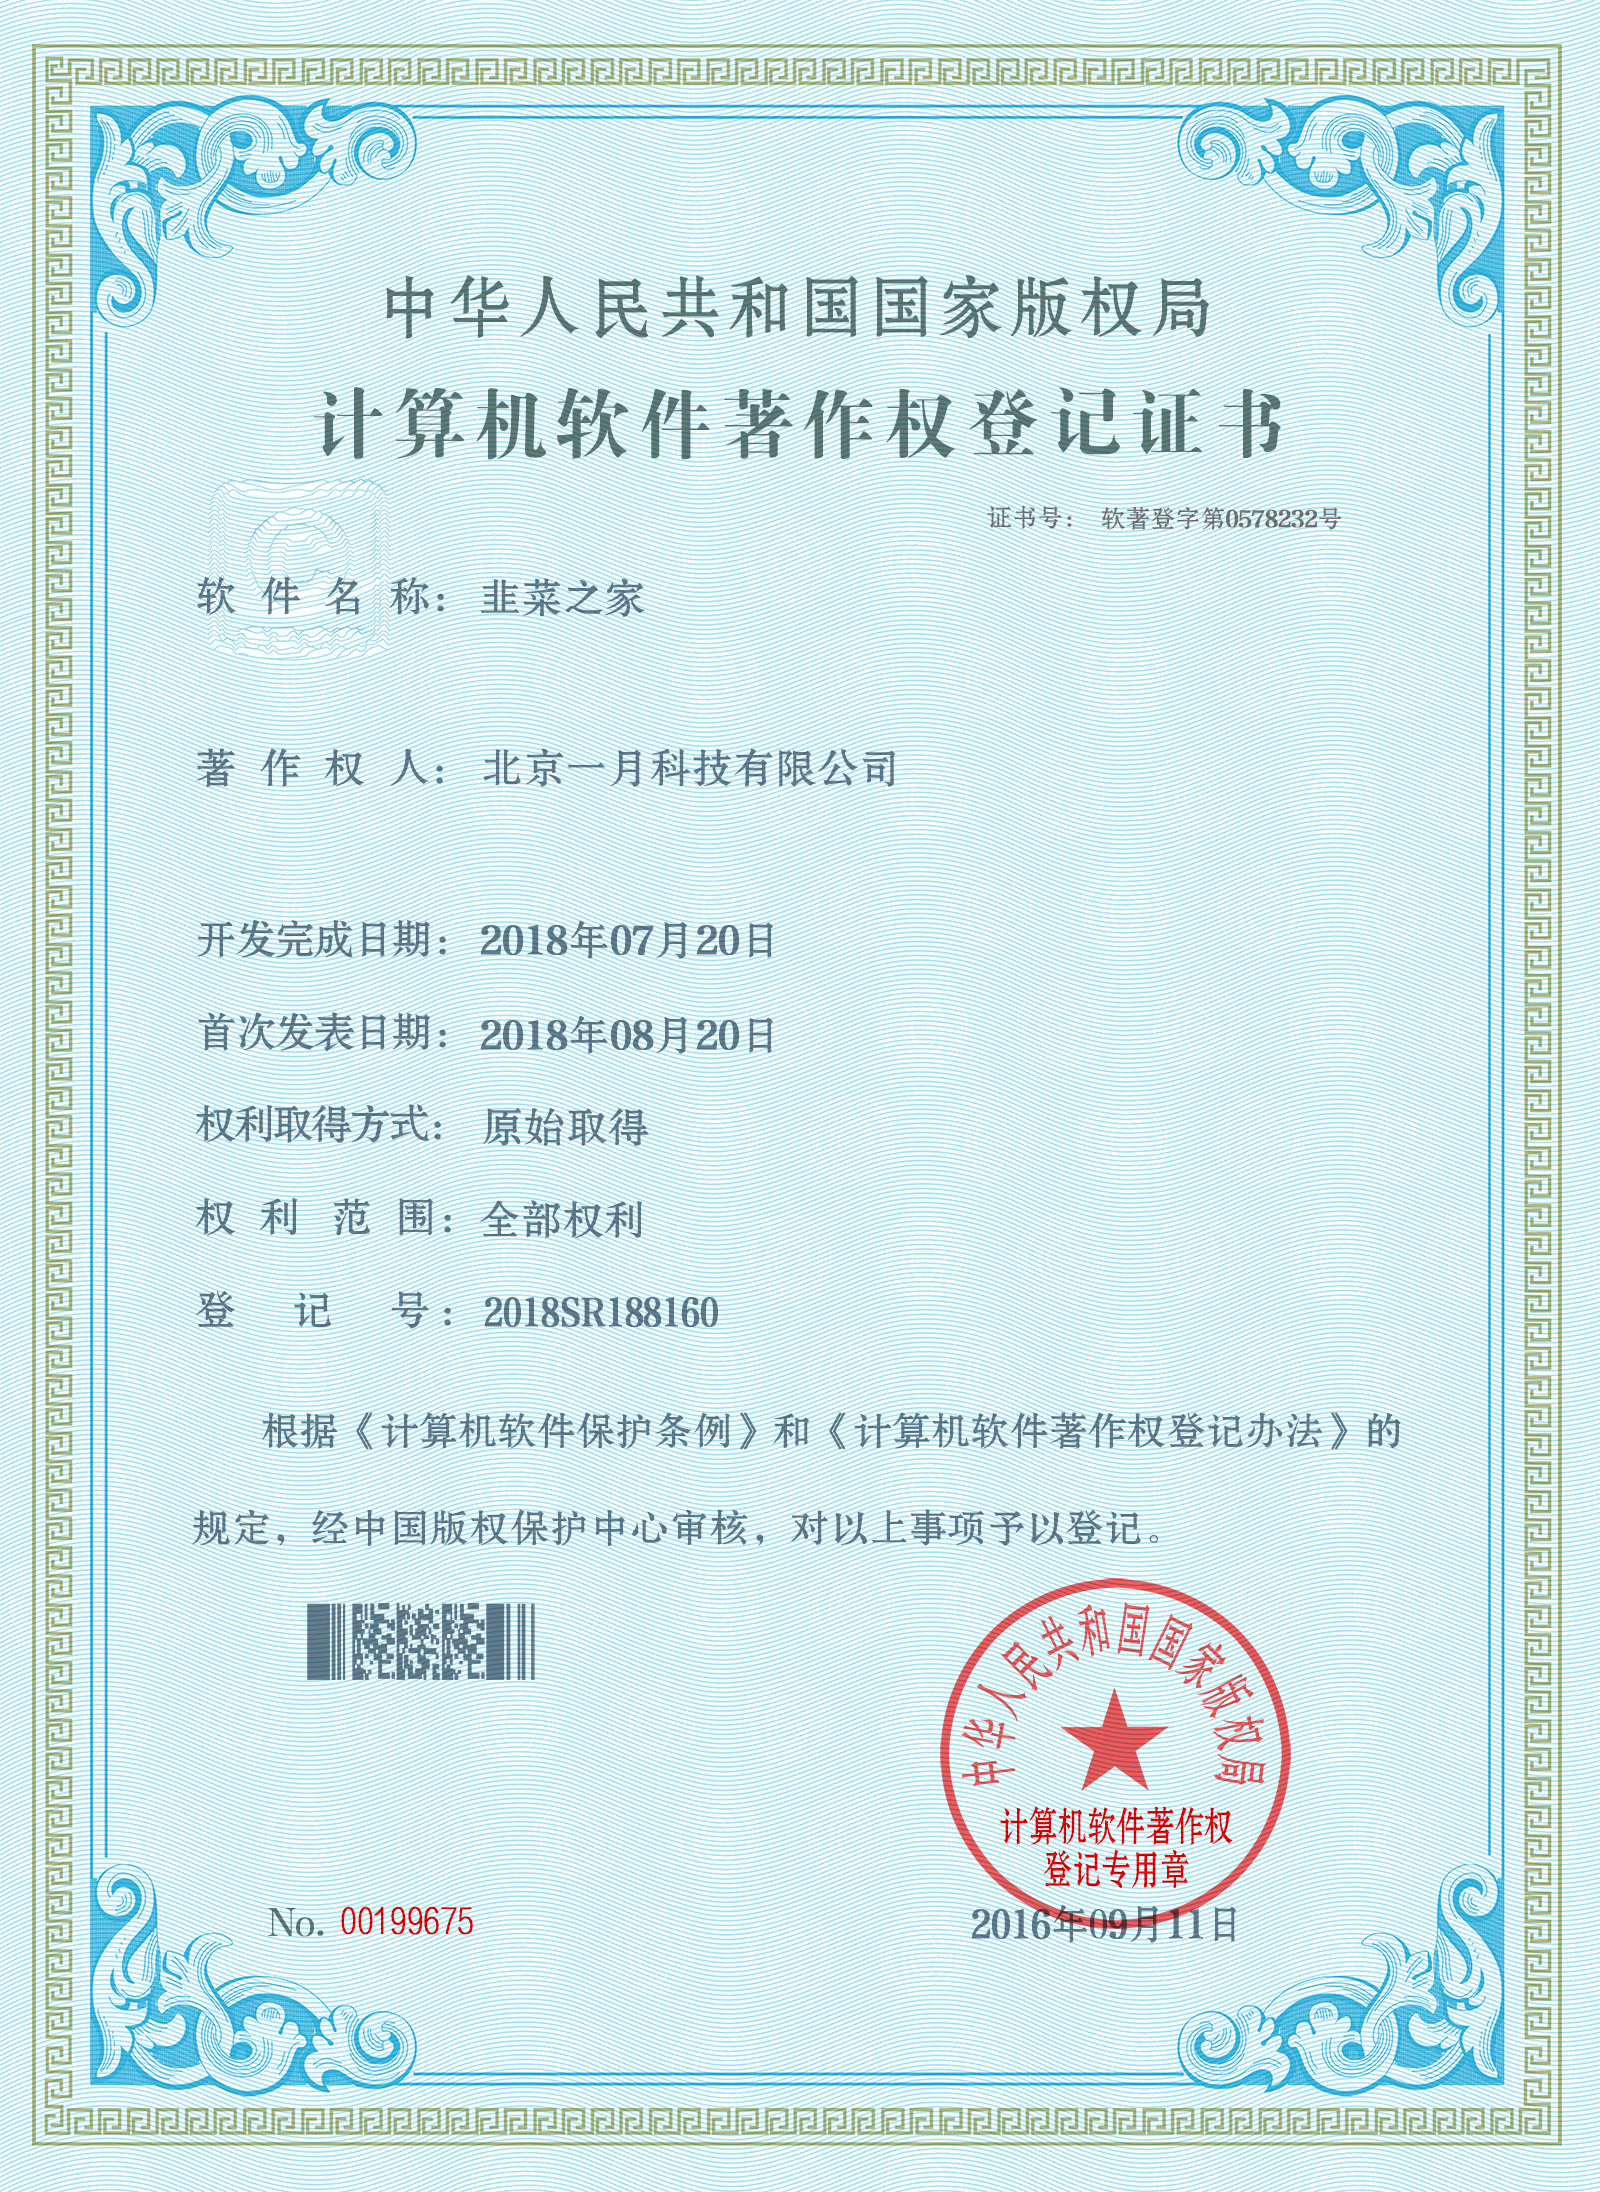 中华人民共和国国家版权局
计算机软件著作权登记证书
证书号： 软著登字第0578232号
软件名称： 韭菜之家
著作权人： 北京一月科技有限公司
开发完成日期： 2018年07月20日
首次发表日期： 2018年08月20日
权利取得方式： 原始取得
权利范围： 全部权利
登记号： 2018SR188160
根据《计算机软件保护条例》和《计算机软件著作权登记办法》的
规定，经中国版权保护中心审核，对以上事项予以登记。
中华人民共和国国家版权局
计算机软件著作权
登记专用章
No. 00199675
2016年09月11日